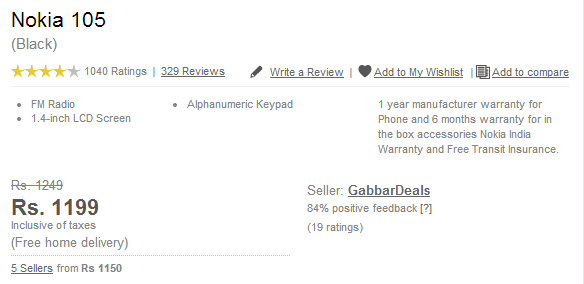 Nokia 105
(Black)
1040 Ratings | 329 Reviews
Write a Review | Add to My Wishlist | Add to compare
FM Radio
1.4-inch LCD Screen
Alphanumeric Keypad
1 year manufacturer warranty for
Phone and 6 months warranty for in
the box accessories Nokia India
Warranty and Free Transit Insurance.
Rs. 1249
Rs. 1199
Inclusive of taxes
(Free home delivery)
5 Sellers from Rs 1150
Seller: GabbarDeals
84% positive feedback [?]
(19 ratings)